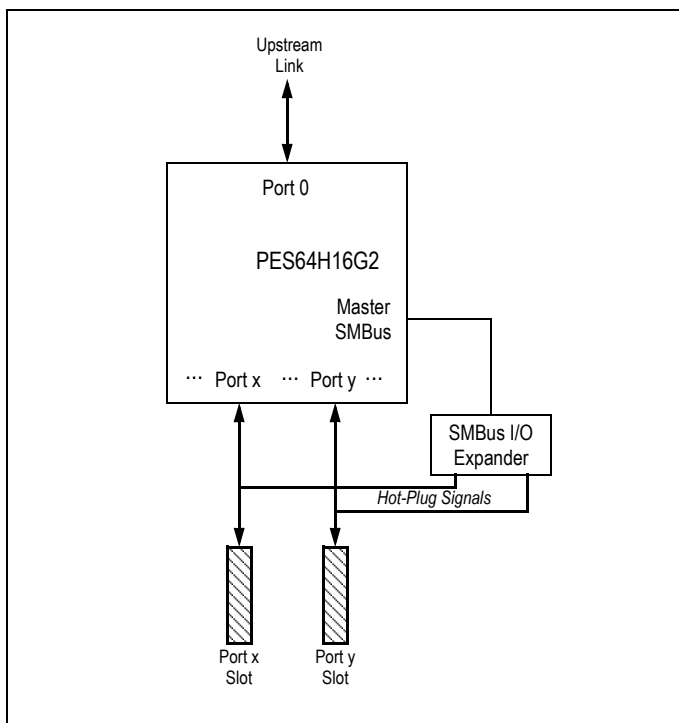 Upstream
Link
Port 0
PES64H16G2
Master
SMBus
··· Port x ··· Port y ···
SMBus I/O
Expander
Hot-Plug Signals
Port x
Slot
Port y
Slot